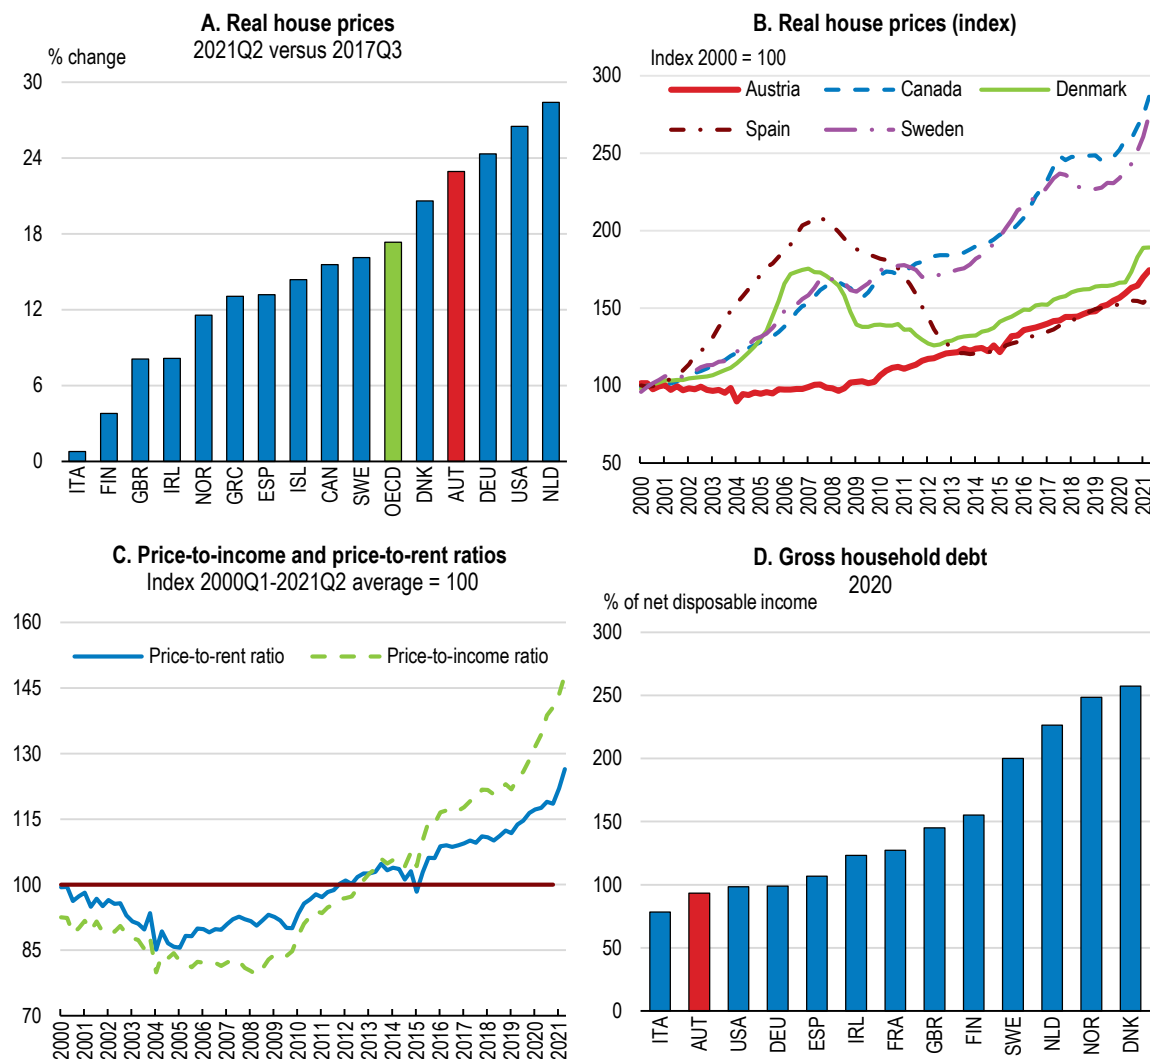 A. Real house prices
2021Q2 versus 2017Q3
% change
30
24
18
12
6
0
ITA FIN GBR IRL NOR GRC ESP ISL CAN SWE OECD DNK AUT DEU USA NLD
B. Real house prices (index)
Index 2000 = 100
300
Austria Canada Denmark
Spain Sweden
250
200
150
100
50
2000 2001 2002 2003 2004 2005 2006 2007 2008 2009 2010 2011 2012 2013 2014 2015 2016 2017 2018 2019 2020 2021
C. Price-to-income and price-to-rent ratios
Index 2000Q1-2021Q2 average = 100
160
Price-to-rent ratio Price-to-income ratio
145
130
115
100
85
70
2000 2001 2002 2003 2004 2005 2006 2007 2008 2009 2010 2011 2012 2013 2014 2015 2016 2017 2018 2019 2020 2021
D. Gross household debt
2020
% of net disposable income
300
250
200
150
100
50
0
ITA AUT USA DEU ESP IRL FRA GBR FIN SWE NLD NOR DNK